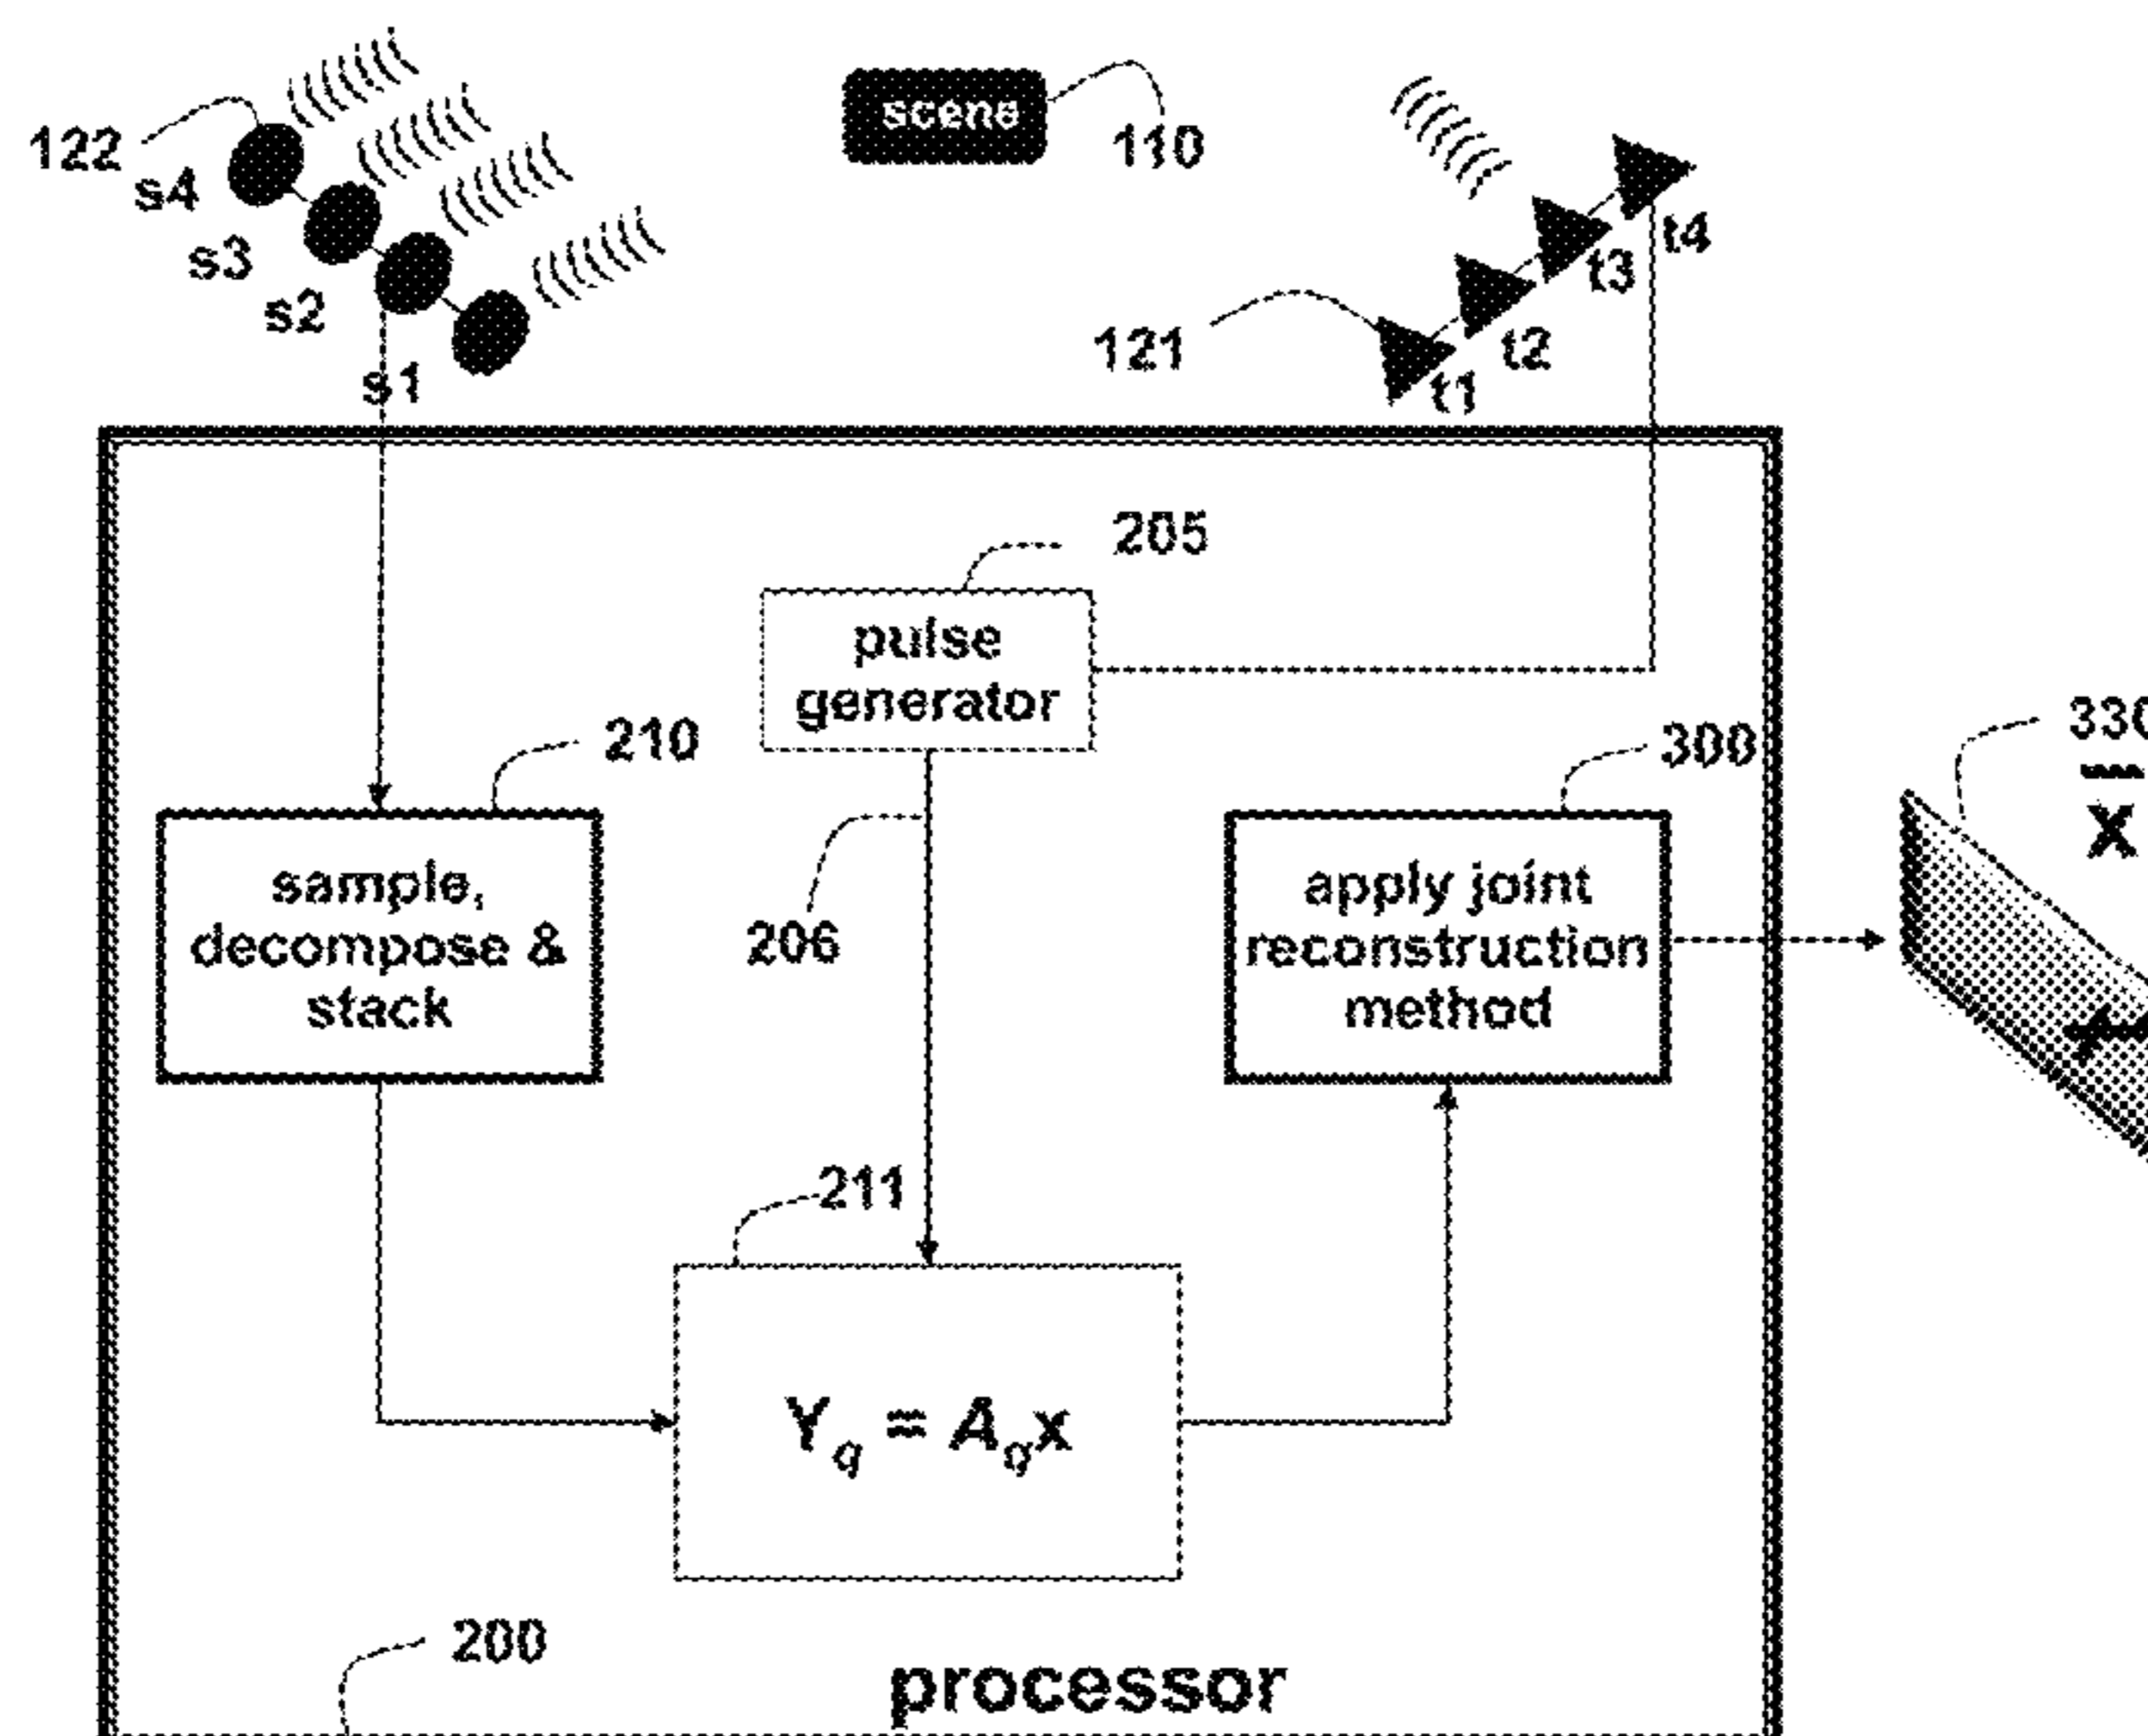 scene
110
122
s4
s3
s2
s1
t4
t3
t2
t1
121
205
pulse
generator
210
300
330
x
sample,
decompose &
stack
206
apply joint
reconstruction
method
211
Yq = Aqx
200
processor